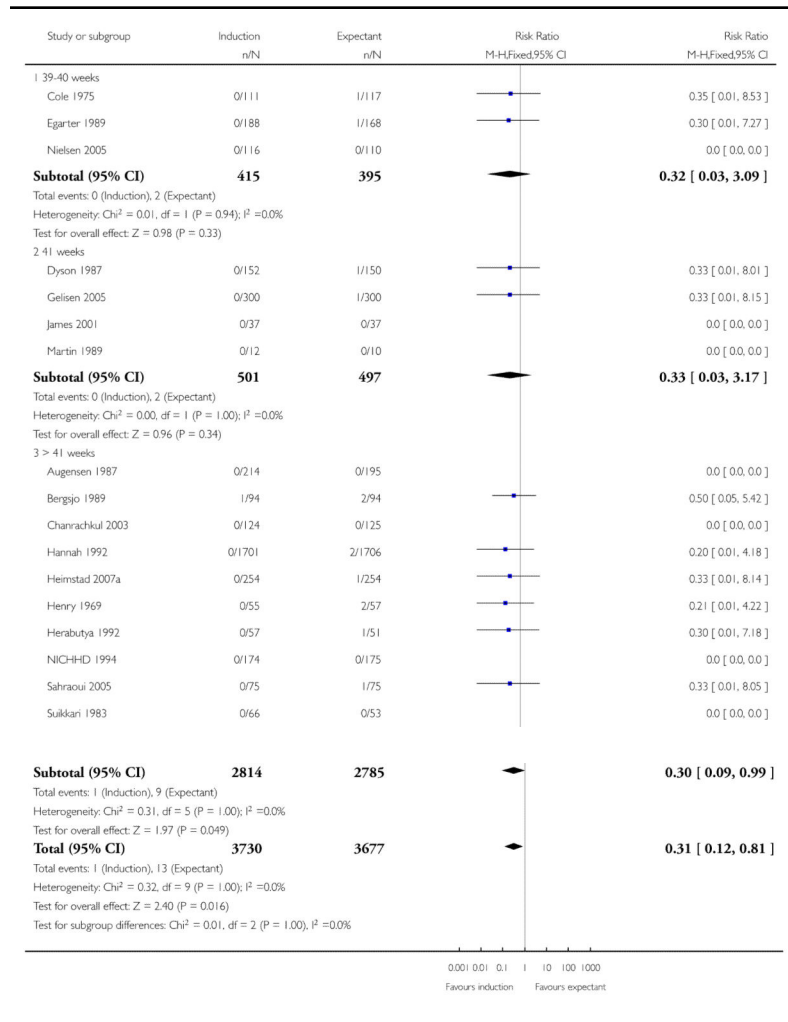 Study or subgroup Induction Expectant Risk Ratio Risk Ratio
n/N n/N M-H,Fixed,95% CI M-H,Fixed,95% CI
1 39-40 weeks
Cole 1975 0/111 1/117 0.35 [ 0.01, 8.53 ]
Egarter 1989 0/188 1/168 0.30 [ 0.01, 7.27 ]
Nielsen 2005 0/116 0/110 0.0 [ 0.0, 0.0 ]
Subtotal (95% CI) 415 395 0.32 [ 0.03, 3.09 ]
Total events: 0 (Induction), 2 (Expectant)
Heterogeneity: Chi² = 0.01, df = 1 (P = 0.94); I² =0.0%
Test for overall effect: Z = 0.98 (P = 0.33)
2 41 weeks
Dyson 1987 0/152 1/150 0.33 [ 0.01, 8.01 ]
Gelisen 2005 0/300 1/300 0.33 [ 0.01, 8.15 ]
James 2001 0/37 0/37 0.0 [ 0.0, 0.0 ]
Martin 1989 0/12 0/10 0.0 [ 0.0, 0.0 ]
Subtotal (95% CI) 501 497 0.33 [ 0.03, 3.17 ]
Total events: 0 (Induction), 2 (Expectant)
Heterogeneity: Chi² = 0.00, df = 1 (P = 1.00); I² =0.0%
Test for overall effect: Z = 0.96 (P = 0.34)
3 > 41 weeks
Augensen 1987 0/214 0/195 0.0 [ 0.0, 0.0 ]
Bergsjo 1989 1/94 2/94 0.50 [ 0.05, 5.42 ]
Chanrachkul 2003 0/124 0/125 0.0 [ 0.0, 0.0 ]
Hannah 1992 0/1701 2/1706 0.20 [ 0.01, 4.18 ]
Heimstad 2007a 0/254 1/254 0.33 [ 0.01, 8.14 ]
Henry 1969 0/55 2/57 0.21 [ 0.01, 4.22 ]
Herabutya 1992 0/57 1/51 0.30 [ 0.01, 7.18 ]
NICHHD 1994 0/174 0/175 0.0 [ 0.0, 0.0 ]
Sahraoui 2005 0/75 1/75 0.33 [ 0.01, 8.05 ]
Suikkari 1983 0/66 0/53 0.0 [ 0.0, 0.0 ]
Subtotal (95% CI) 2814 2785 0.30 [ 0.09, 0.99 ]
Total events: 1 (Induction), 9 (Expectant)
Heterogeneity: Chi² = 0.31, df = 5 (P = 1.00); I² =0.0%
Test for overall effect: Z = 1.97 (P = 0.049)
Total (95% CI) 3730 3677 0.31 [ 0.12, 0.81 ]
Total events: 1 (Induction), 13 (Expectant)
Heterogeneity: Chi² = 0.32, df = 9 (P = 1.00); I² =0.0%
Test for overall effect: Z = 2.40 (P = 0.016)
Test for subgroup differences: Chi² = 0.01, df = 2 (P = 1.00), I² =0.0%
0.001 0.01 0.1 1 10 100 1000
Favours induction Favours expectant